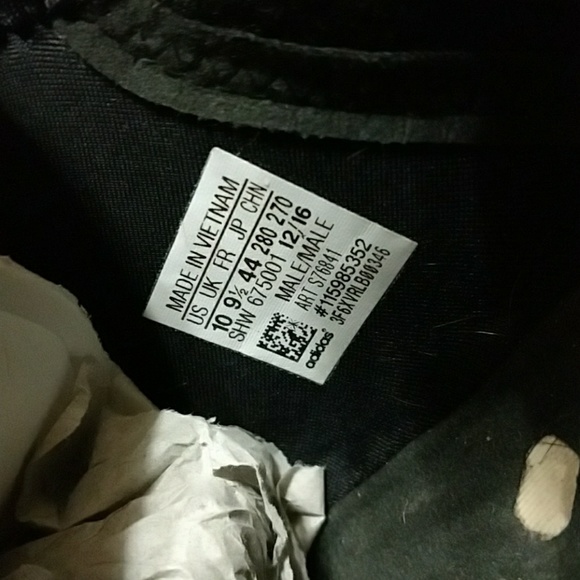 MADE IN VIETNAM
US UK FR JP CHN
10 9½ 44 280 270
SHW 675001 12/16
MALE/MALE
ART S76841
#115985352
3F6XVRLB00346
adidas